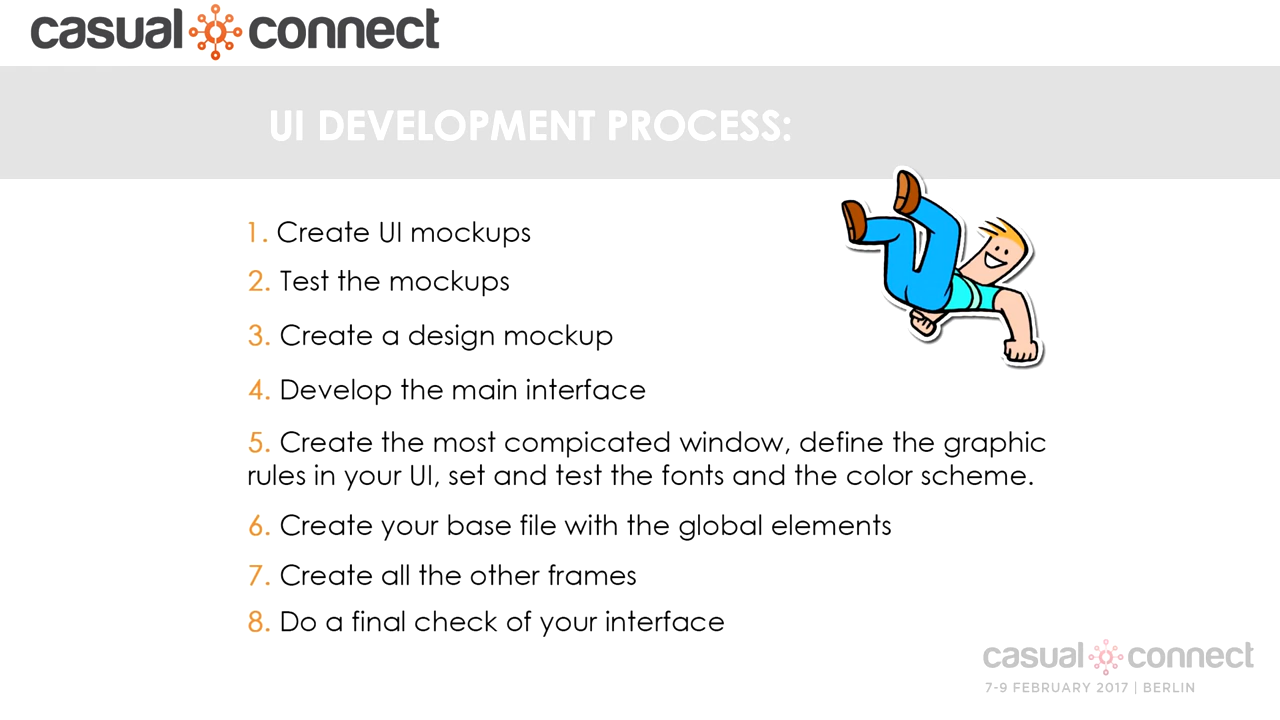 casual connect
UI DEVELOPMENT PROCESS:
1. Create UI mockups
2. Test the mockups
3. Create a design mockup
4. Develop the main interface
5. Create the most compicated window, define the graphic
rules in your UI, set and test the fonts and the color scheme.
6. Create your base file with the global elements
7. Create all the other frames
8. Do a final check of your interface
casual connect
7-9 FEBRUARY 2017 | BERLIN